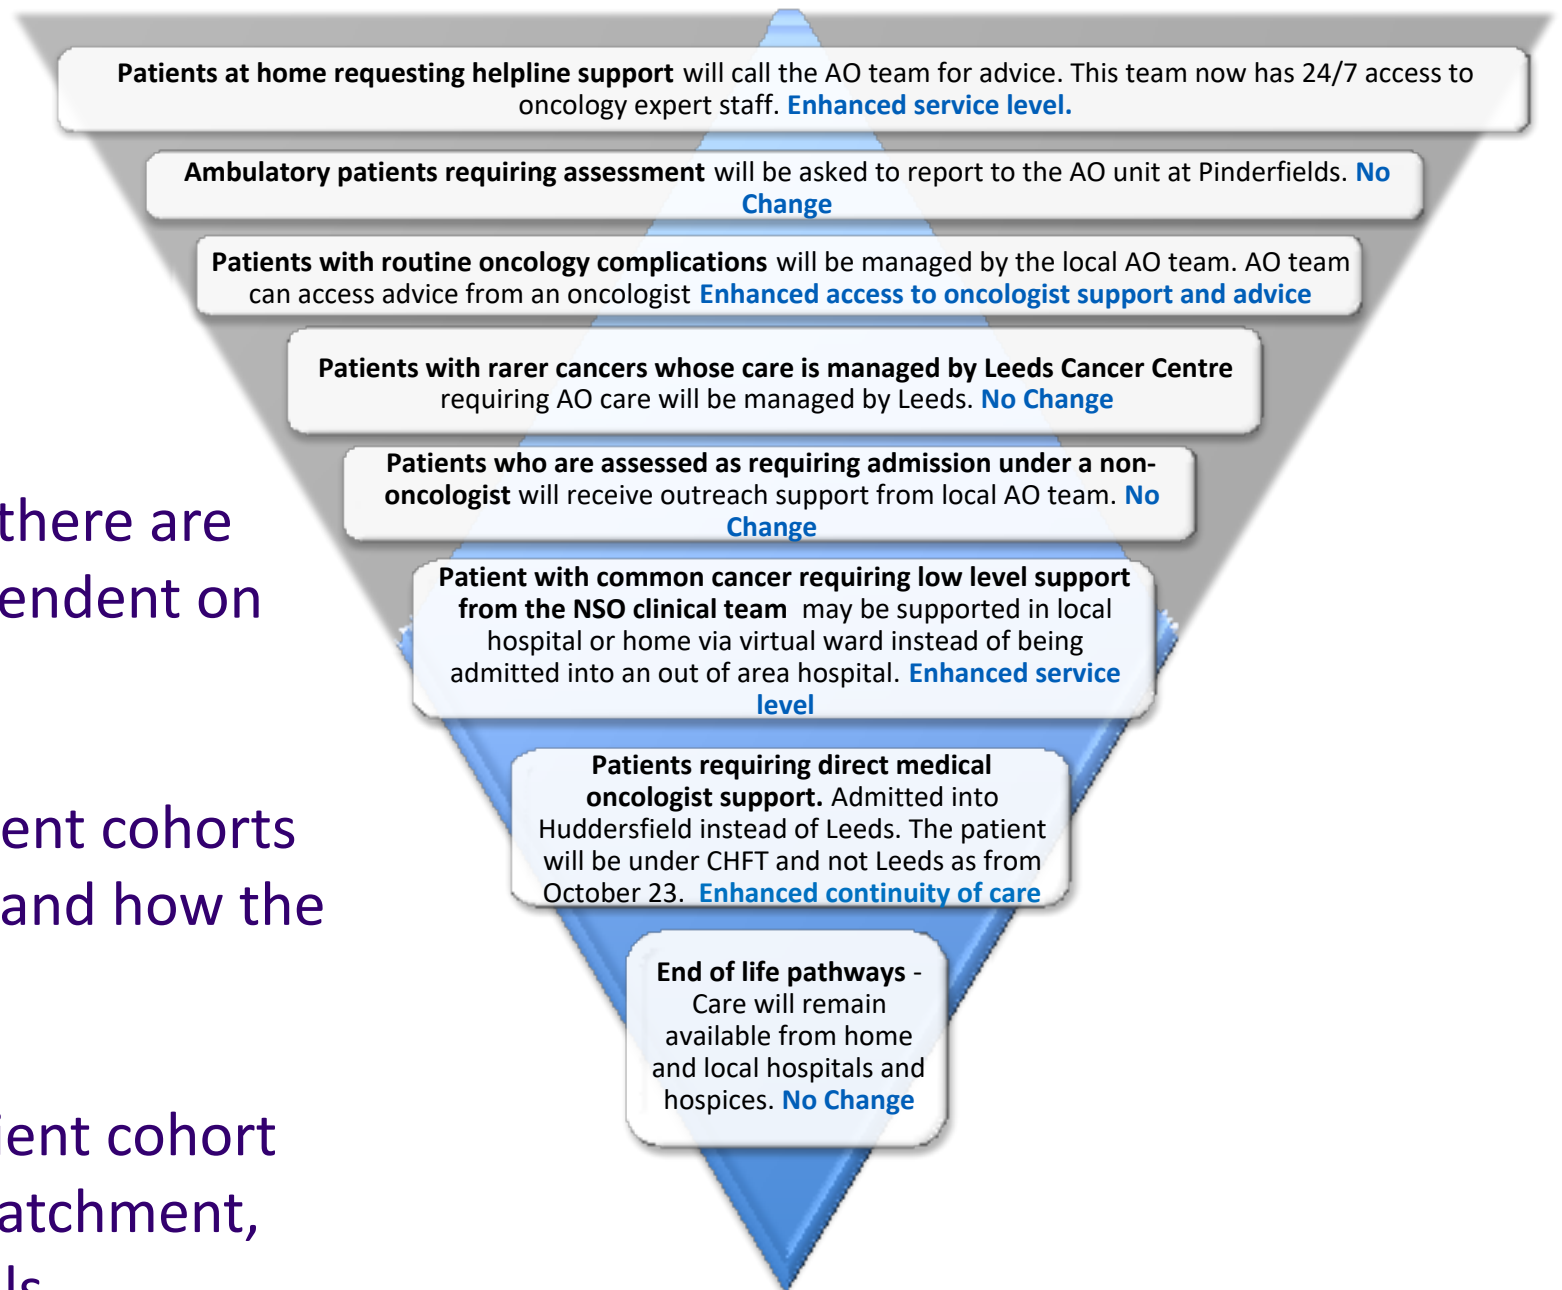 Patients at home requesting helpline support will call the AO team for advice. This team now has 24/7 access to
oncology expert staff. Enhanced service level.
Ambulatory patients requiring assessment will be asked to report to the AO unit at Pinderfields. No
Change
Patients with routine oncology complications will be managed by the local AO team. AO team
can access advice from an oncologist Enhanced access to oncologist support and advice
Patients with rarer cancers whose care is managed by Leeds Cancer Centre
requiring AO care will be managed by Leeds. No Change
Patients who are assessed as requiring admission under a non-
oncologist will receive outreach support from local AO team. No
Change
Patient with common cancer requiring low level support
from the NSO clinical team may be supported in local
hospital or home via virtual ward instead of being
admitted into an out of area hospital. Enhanced service
level
Patients requiring direct medical
oncologist support. Admitted into
Huddersfield instead of Leeds. The patient
will be under CHFT and not Leeds as from
October 23. Enhanced continuity of care
End of life pathways -
Care will remain
available from home
and local hospitals and
hospices. No Change
there are
endent on
ent cohorts
and how the
ient cohort
atchment,